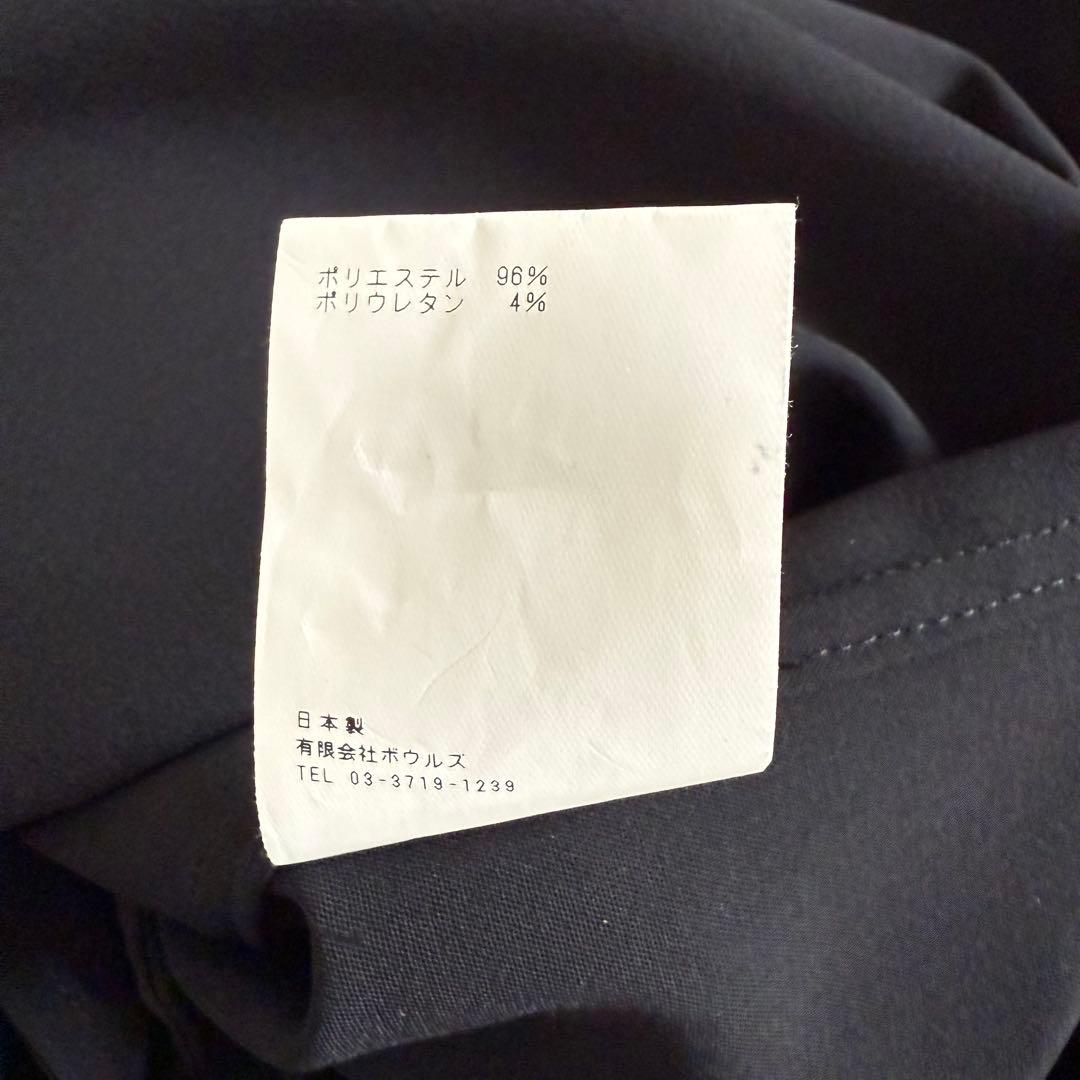 ポリエステル 96%
ポリウレタン 4%
日本製
有限会社ボウルズ
TEL 03-3719-1239